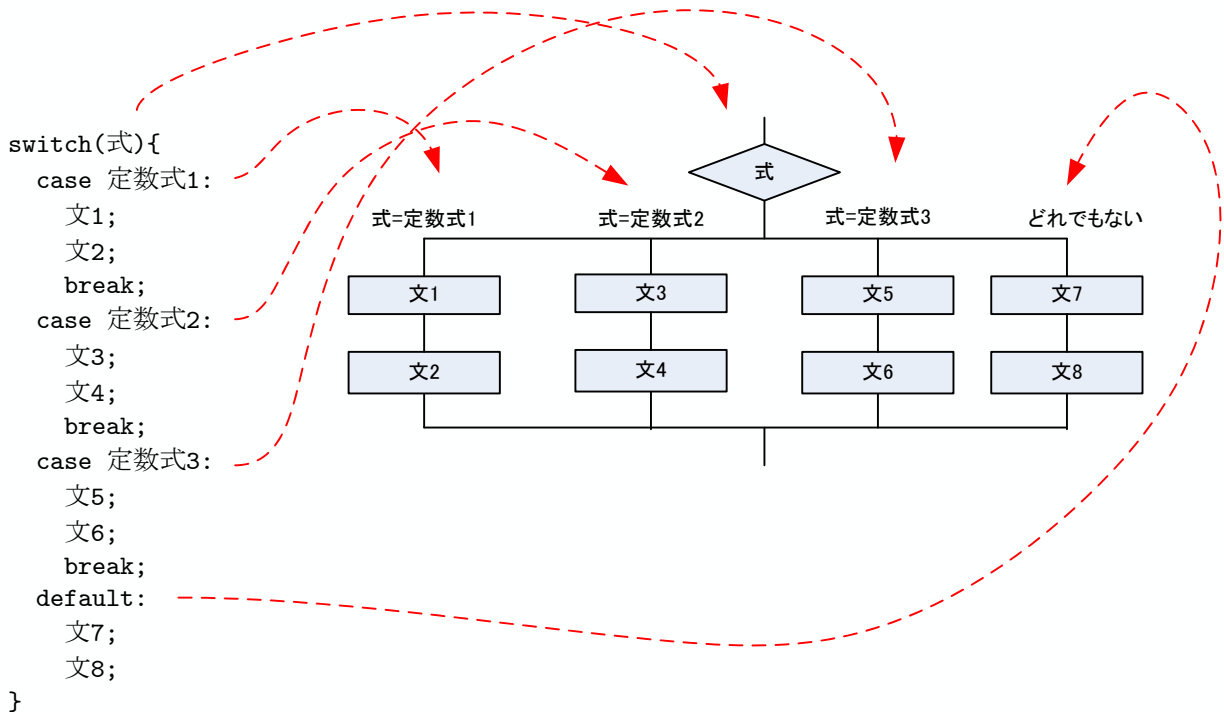 switch(式){
case 定数式1:
文1;
文2;
break;
case 定数式2:
文3;
文4;
break;
case 定数式3:
文5;
文6;
break;
default:
文7;
文8;
}
式
式=定数式1
式=定数式2
式=定数式3
どれでもない
文1
文3
文5
文7
文2
文4
文6
文8